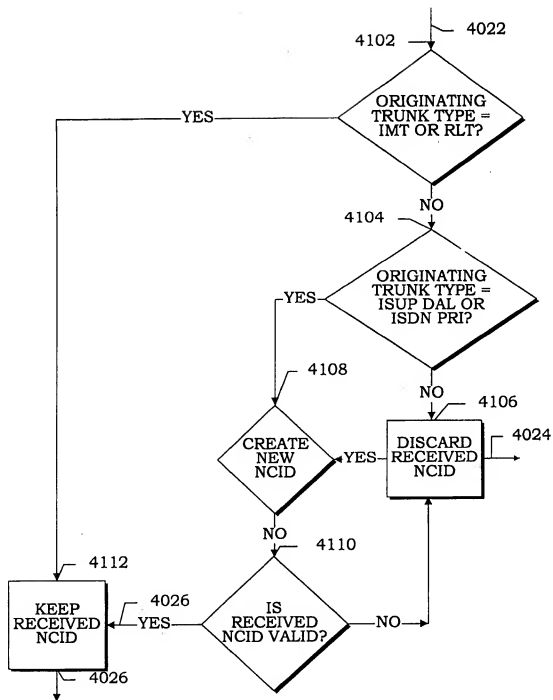 4022
4102
ORIGINATING
TRUNK TYPE =
IMT OR RLT?
YES
NO
4104
ORIGINATING
TRUNK TYPE =
ISUP DAL OR
ISDN PRI?
YES
NO
4108
4106
4024
CREATE
NEW
NCID
YES
DISCARD
RECEIVED
NCID
NO
4110
4112
4026
KEEP
RECEIVED
NCID
YES
IS
RECEIVED
NCID VALID?
NO
4026